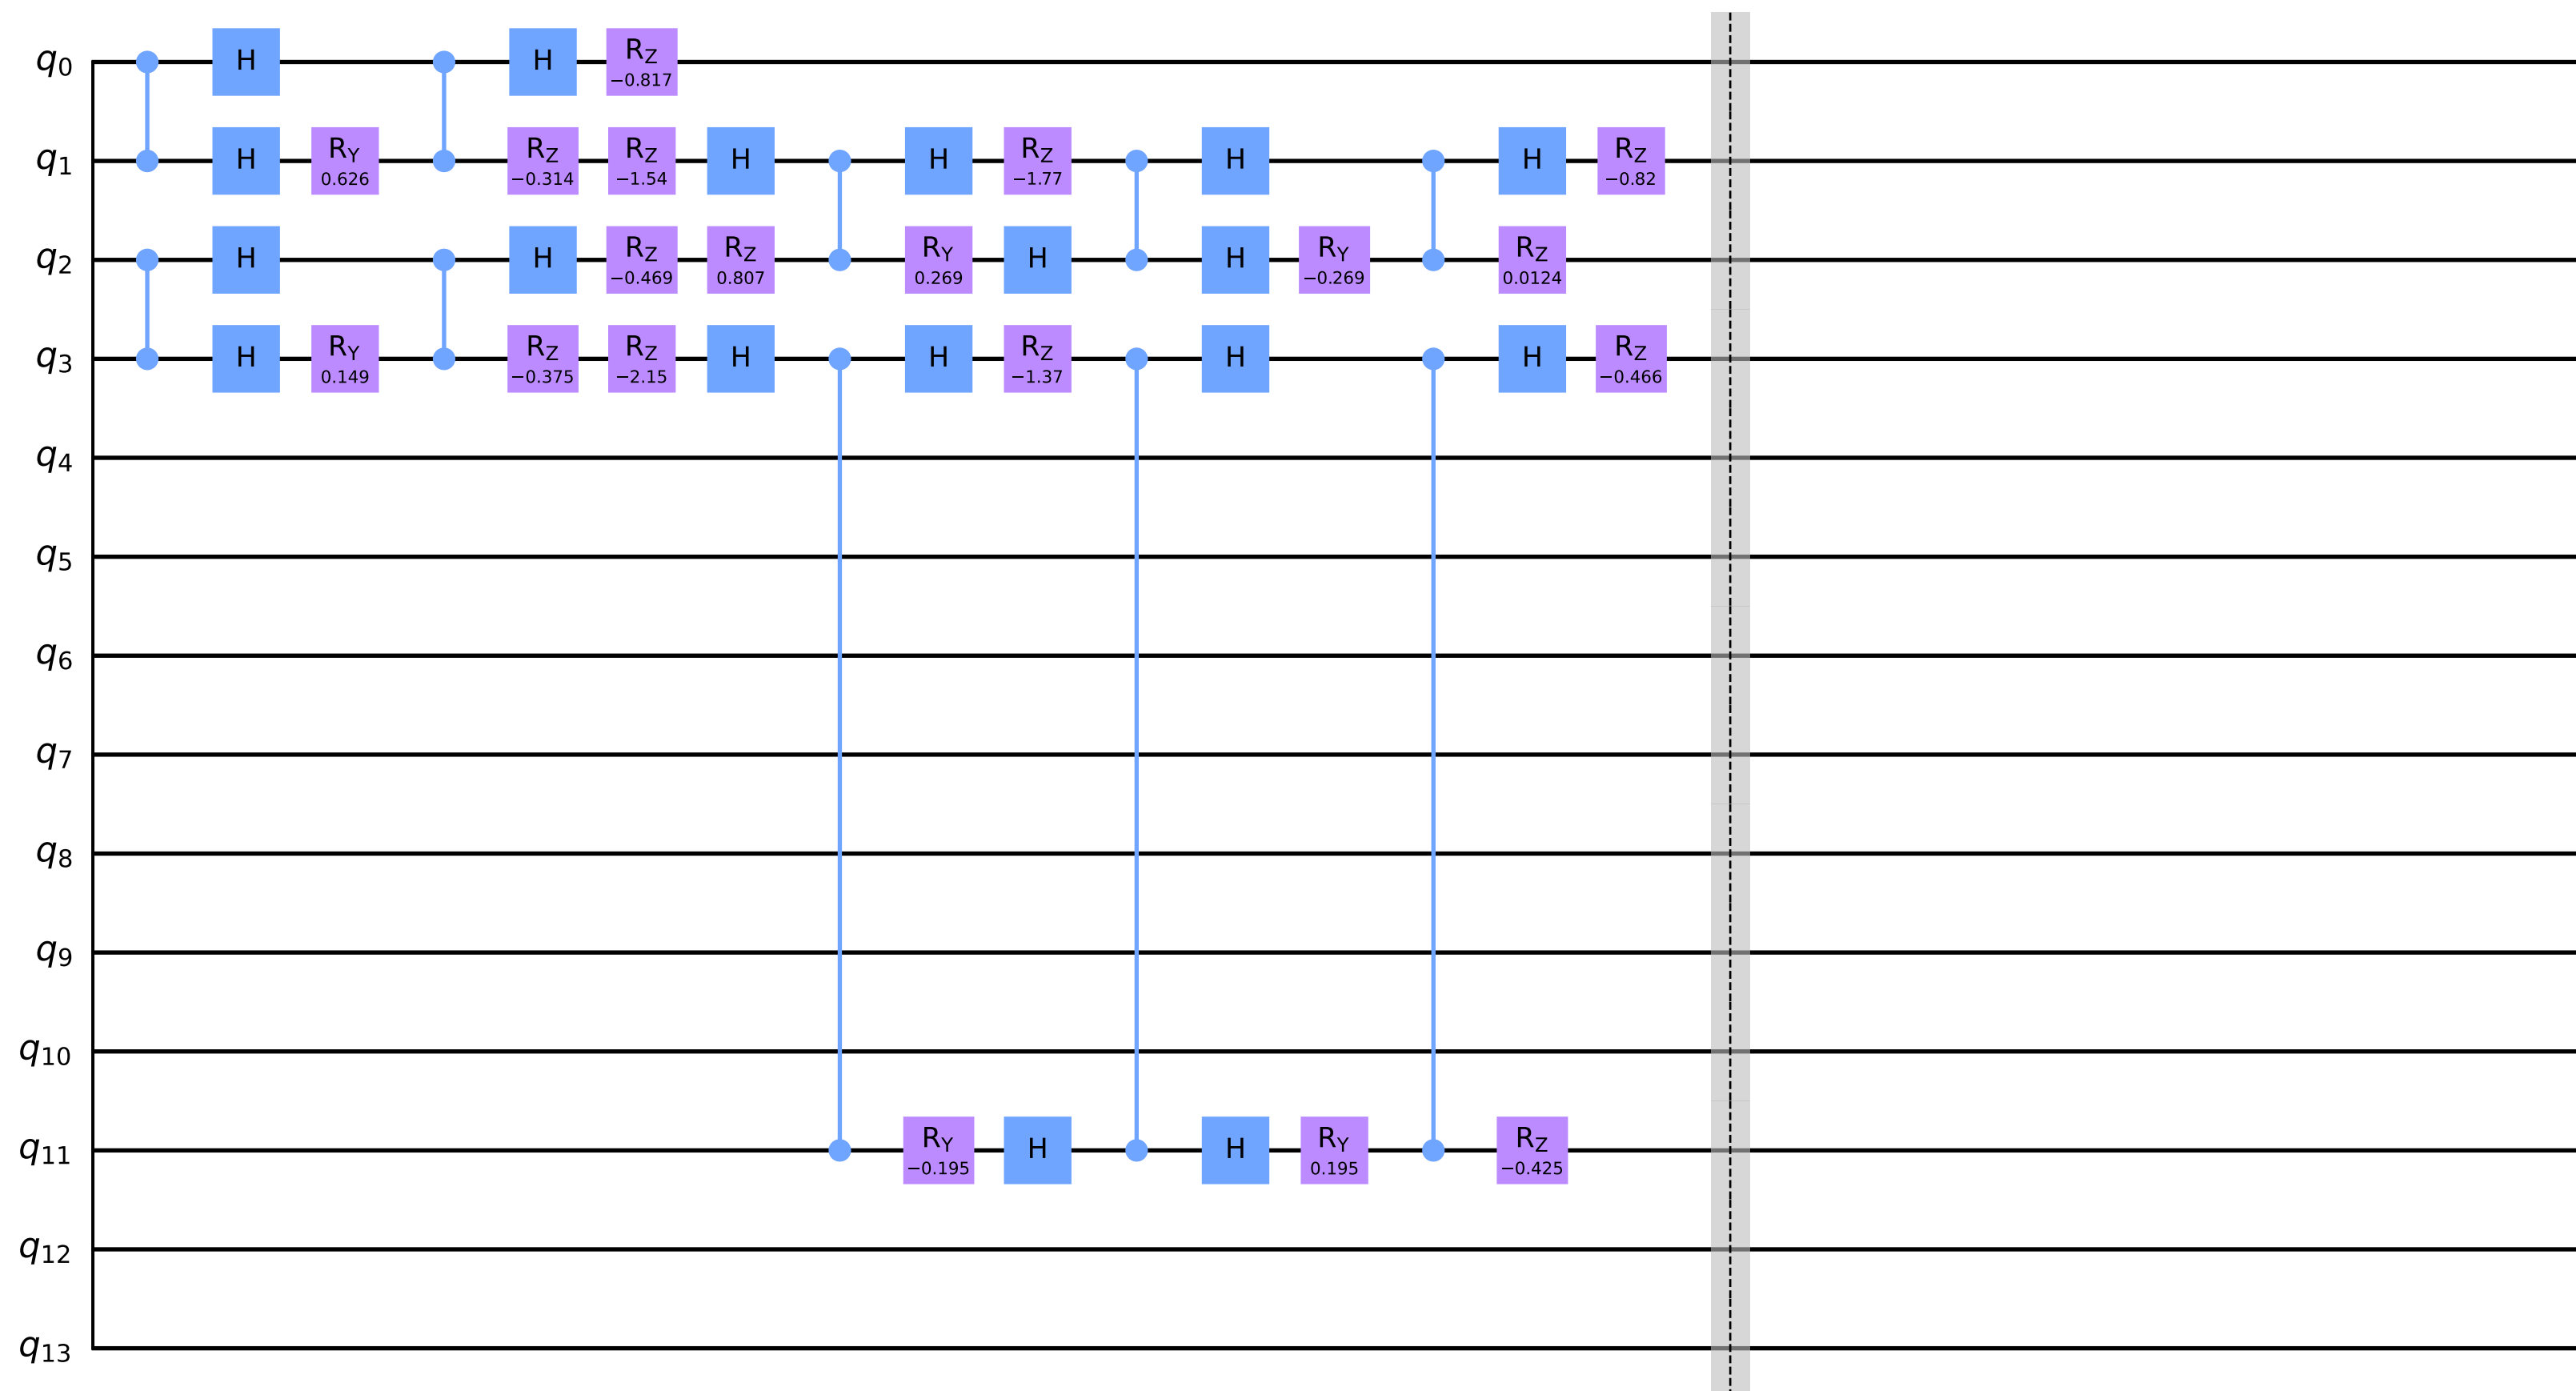 q0 H H RZ −0.817
q1 H RY 0.626 RZ −0.314 RZ −1.54 H H RZ −1.77 H H RZ −0.82
q2 H H RZ −0.469 RZ 0.807 RY 0.269 H H RY −0.269 RZ 0.0124
q3 H RY 0.149 RZ −0.375 RZ −2.15 H H RZ −1.37 H H RZ −0.466
q4
q5
q6
q7
q8
q9
q10
q11 RY −0.195 H H RY 0.195 RZ −0.425
q12
q13